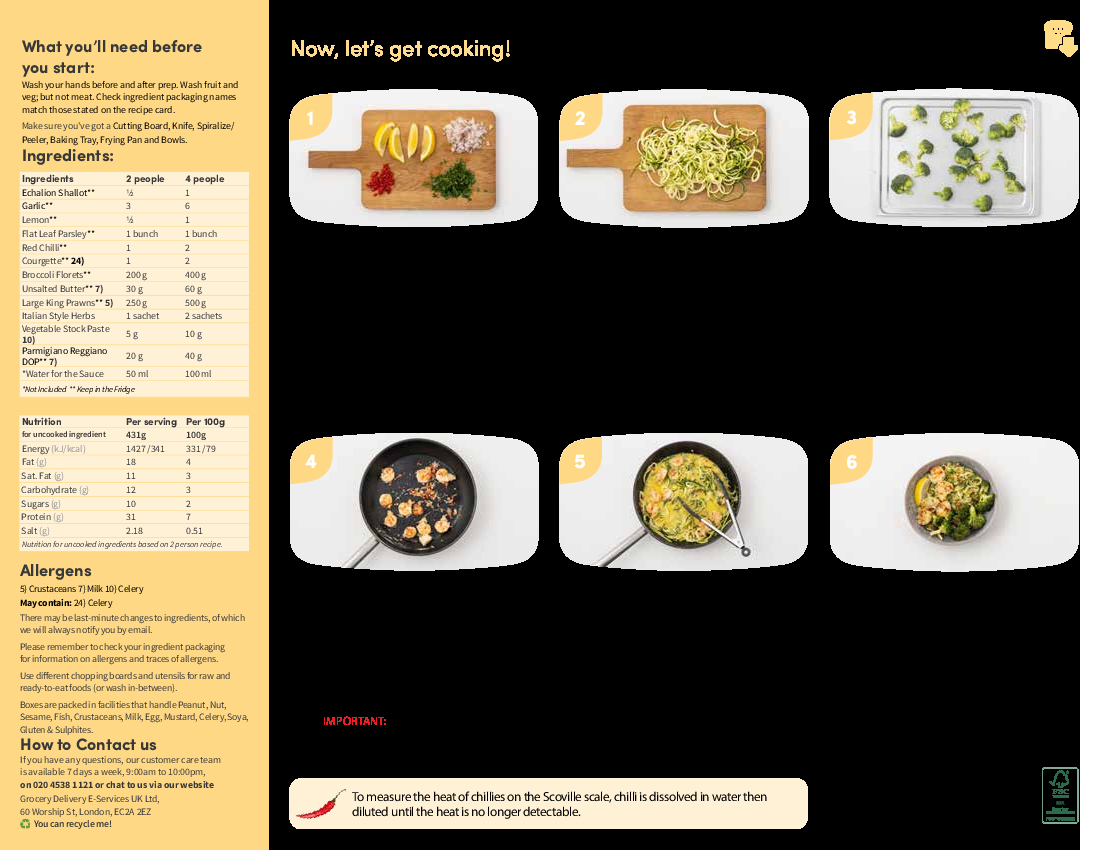 What you'll need before
you start:
Wash your hands before and after prep. Wash fruit and
veg; but not meat. Check ingredient packaging names
match those stated on the recipe card.
Make sure you've got a Cutting Board, Knife, Spiralize/
Peeler, Baking Tray, Frying Pan and Bowls.
Ingredients:
Ingredients 2 people 4 people
Echalion Shallot** ½ 1
Garlic** 3 6
Lemon** ½ 1
Flat Leaf Parsley** 1 bunch 1 bunch
Red Chilli** 1 2
Courgette** 24) 1 2
Broccoli Florets** 200 g 400 g
Unsalted Butter** 7) 30 g 60 g
Large King Prawns** 5) 250 g 500 g
Italian Style Herbs 1 sachet 2 sachets
Vegetable Stock Paste
10) 5 g 10 g
Parmigiano Reggiano
DOP** 7) 20 g 40 g
*Water for the Sauce 50 ml 100 ml
*Not Included ** Keep in the Fridge
Nutrition Per serving Per 100g
for uncooked ingredient 431g 100g
Energy (kJ/kcal) 1427/341 331/79
Fat (g) 18 4
Sat. Fat (g) 11 3
Carbohydrate (g) 12 3
Sugars (g) 10 2
Protein (g) 31 7
Salt (g) 2.18 0.51
Nutrition for uncooked ingredients based on 2 person recipe.
Allergens
5) Crustaceans 7) Milk 10) Celery
May contain: 24) Celery
There may be last-minute changes to ingredients, of which
we will always notify you by email.
Please remember to check your ingredient packaging
for information on allergens and traces of allergens.
Use different chopping boards and utensils for raw and
ready-to-eat foods (or wash in-between).
Boxes are packed in facilities that handle Peanut, Nut,
Sesame, Fish, Crustaceans, Milk, Egg, Mustard, Celery, Soya,
Gluten & Sulphites.
How to Contact us
If you have any questions, our customer care team
is available 7 days a week, 9:00am to 10:00pm,
on 020 4538 1121 or chat to us via our website
Grocery Delivery E-Services UK Ltd,
60 Worship St, London, EC2A 2EZ
You can recycle me!
Now, let's get cooking!
1
2
3
4
5
6
IMPORTANT:
To measure the heat of chillies on the Scoville scale, chilli is dissolved in water then
diluted until the heat is no longer detectable.
FSC